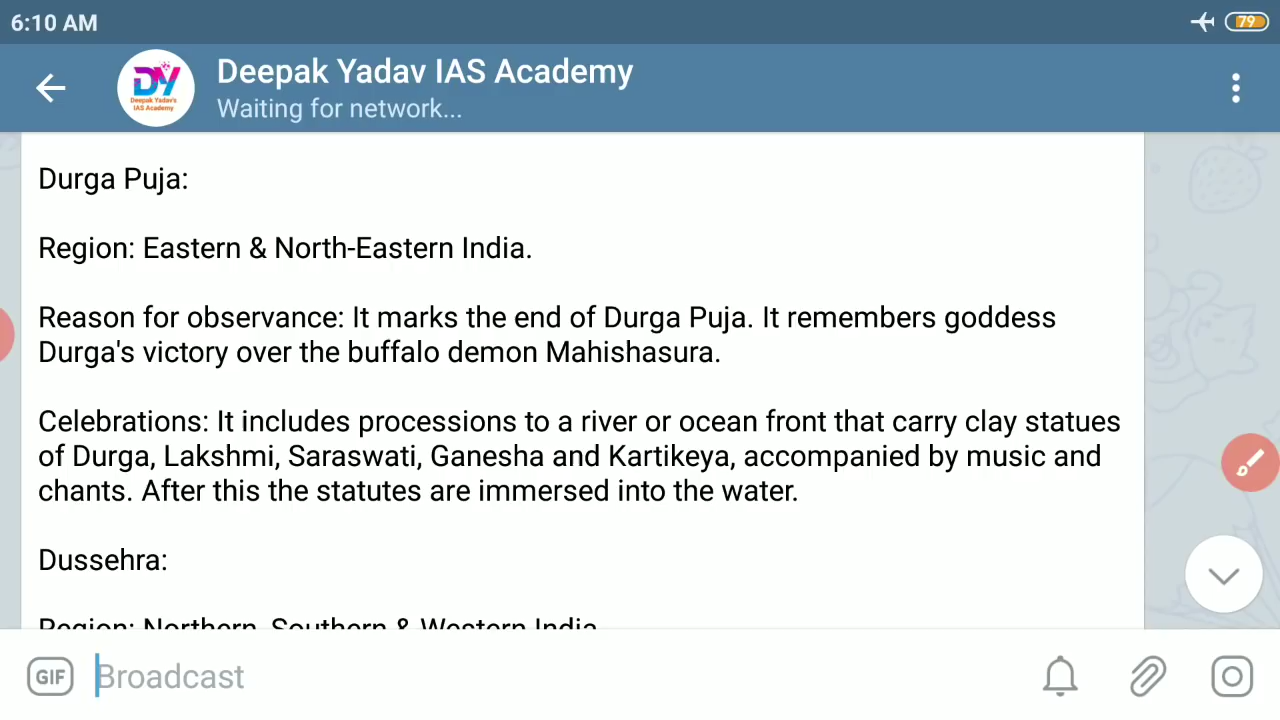 6:10 AM
79
DY
Deepak Yadav's
IAS Academy
Deepak Yadav IAS Academy
Waiting for network...
Durga Puja:
Region: Eastern & North-Eastern India.
Reason for observance: It marks the end of Durga Puja. It remembers goddess
Durga's victory over the buffalo demon Mahishasura.
Celebrations: It includes processions to a river or ocean front that carry clay statues
of Durga, Lakshmi, Saraswati, Ganesha and Kartikeya, accompanied by music and
chants. After this the statutes are immersed into the water.
Dussehra:
Region: Northern, Southern & Western India
GIF
Broadcast